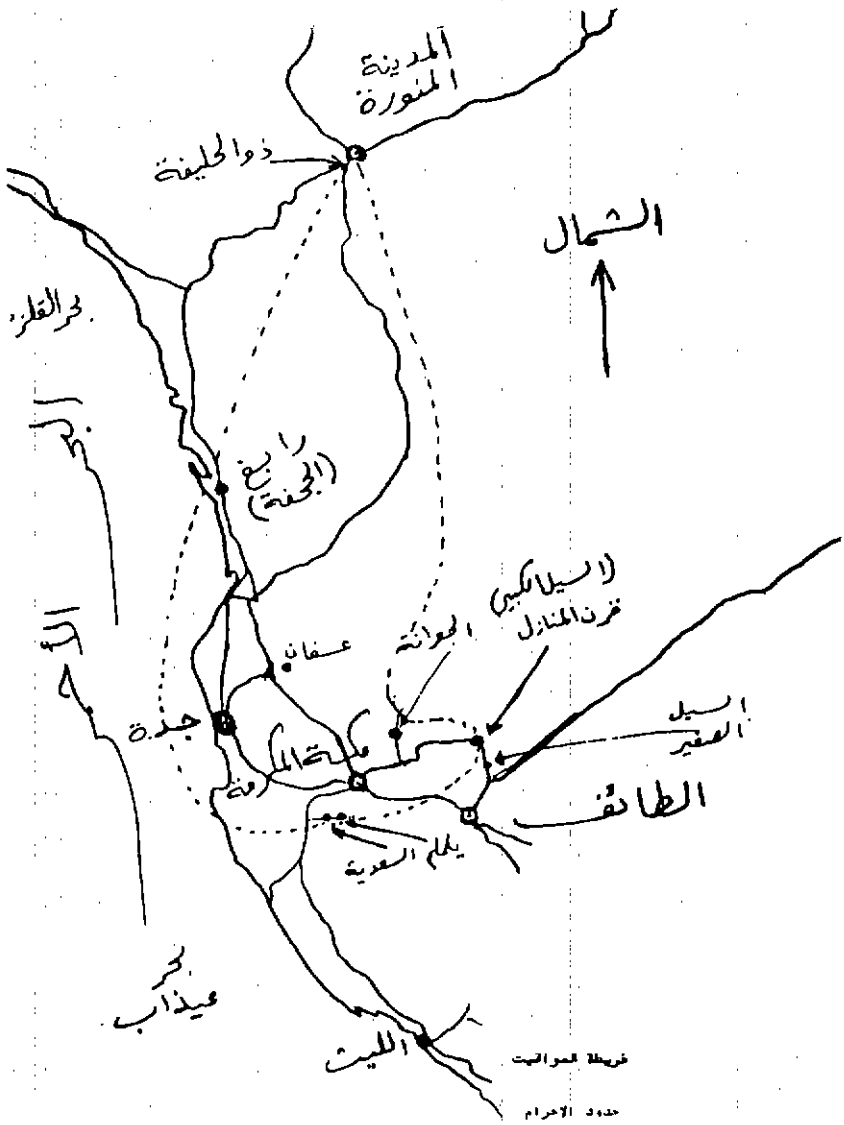 المدينة
المنورة
ذو الحليفة
الشمال
بحر القلزم
رابغ
(الجحفة)
(السيل الكبير)
قرن المنازل
الجعرانة
عسفان
السيل
الصغير
جدة
مكة المكرمة
الطائف
يلملم السعدية
بحر
عيذاب
الليث
خريطة المواقيت
حدود الاحرام